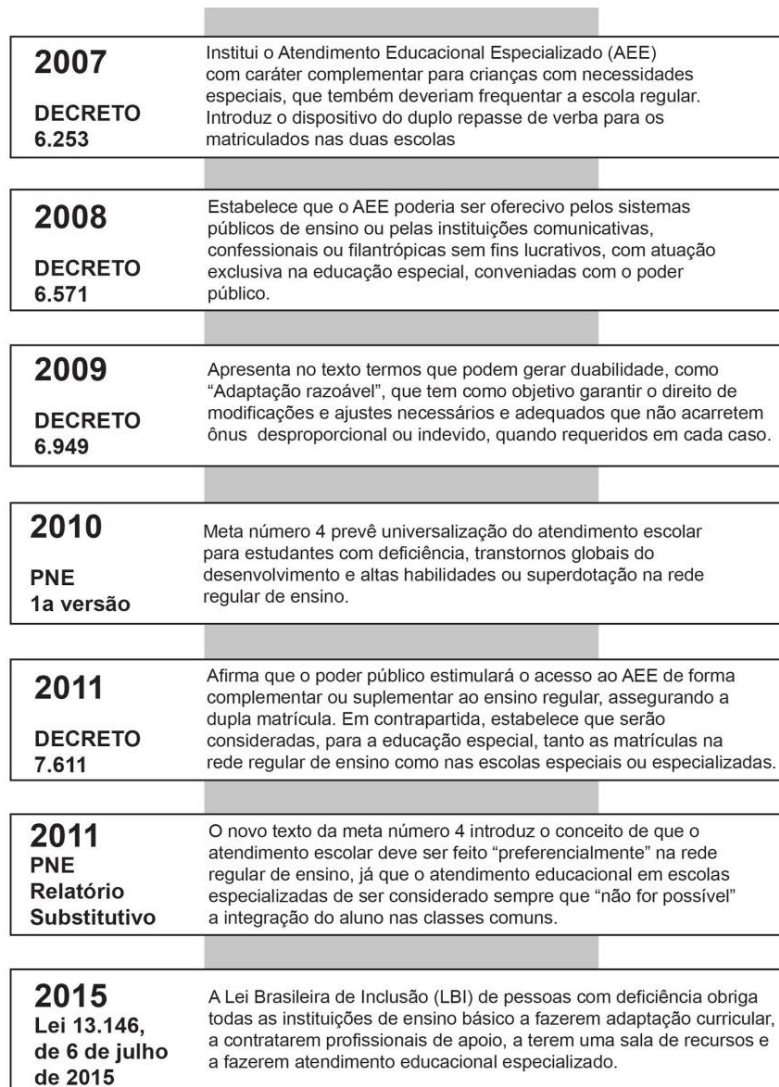 2007
DECRETO
6.253
Institui o Atendimento Educacional Especializado (AEE)
com caráter complementar para crianças com necessidades
especiais, que tembém deveriam frequentar a escola regular.
Introduz o dispositivo do duplo repasse de verba para os
matriculados nas duas escolas
2008
DECRETO
6.571
Estabelece que o AEE poderia ser oferecivo pelos sistemas
públicos de ensino ou pelas instituições comunicativas,
confessionais ou filantrópicas sem fins lucrativos, com atuação
exclusiva na educação especial, conveniadas com o poder
público.
2009
DECRETO
6.949
Apresenta no texto termos que podem gerar duabilidade, como
“Adaptação razoável”, que tem como objetivo garantir o direito de
modificações e ajustes necessários e adequados que não acarretem
ônus desproporcional ou indevido, quando requeridos em cada caso.
2010
PNE
1a versão
Meta número 4 prevê universalização do atendimento escolar
para estudantes com deficiência, transtornos globais do
desenvolvimento e altas habilidades ou superdotação na rede
regular de ensino.
2011
DECRETO
7.611
Afirma que o poder público estimulará o acesso ao AEE de forma
complementar ou suplementar ao ensino regular, assegurando a
dupla matrícula. Em contrapartida, estabelece que serão
consideradas, para a educação especial, tanto as matrículas na
rede regular de ensino como nas escolas especiais ou especializadas.
2011
PNE
Relatório
Substitutivo
O novo texto da meta número 4 introduz o conceito de que o
atendimento escolar deve ser feito “preferencialmente” na rede
regular de ensino, já que o atendimento educacional em escolas
especializadas de ser considerado sempre que “não for possível”
a integração do aluno nas classes comuns.
2015
Lei 13.146,
de 6 de julho
de 2015
A Lei Brasileira de Inclusão (LBI) de pessoas com deficiência obriga
todas as instituições de ensino básico a fazerem adaptação curricular,
a contratarem profissionais de apoio, a terem uma sala de recursos e
a fazerem atendimento educacional especializado.